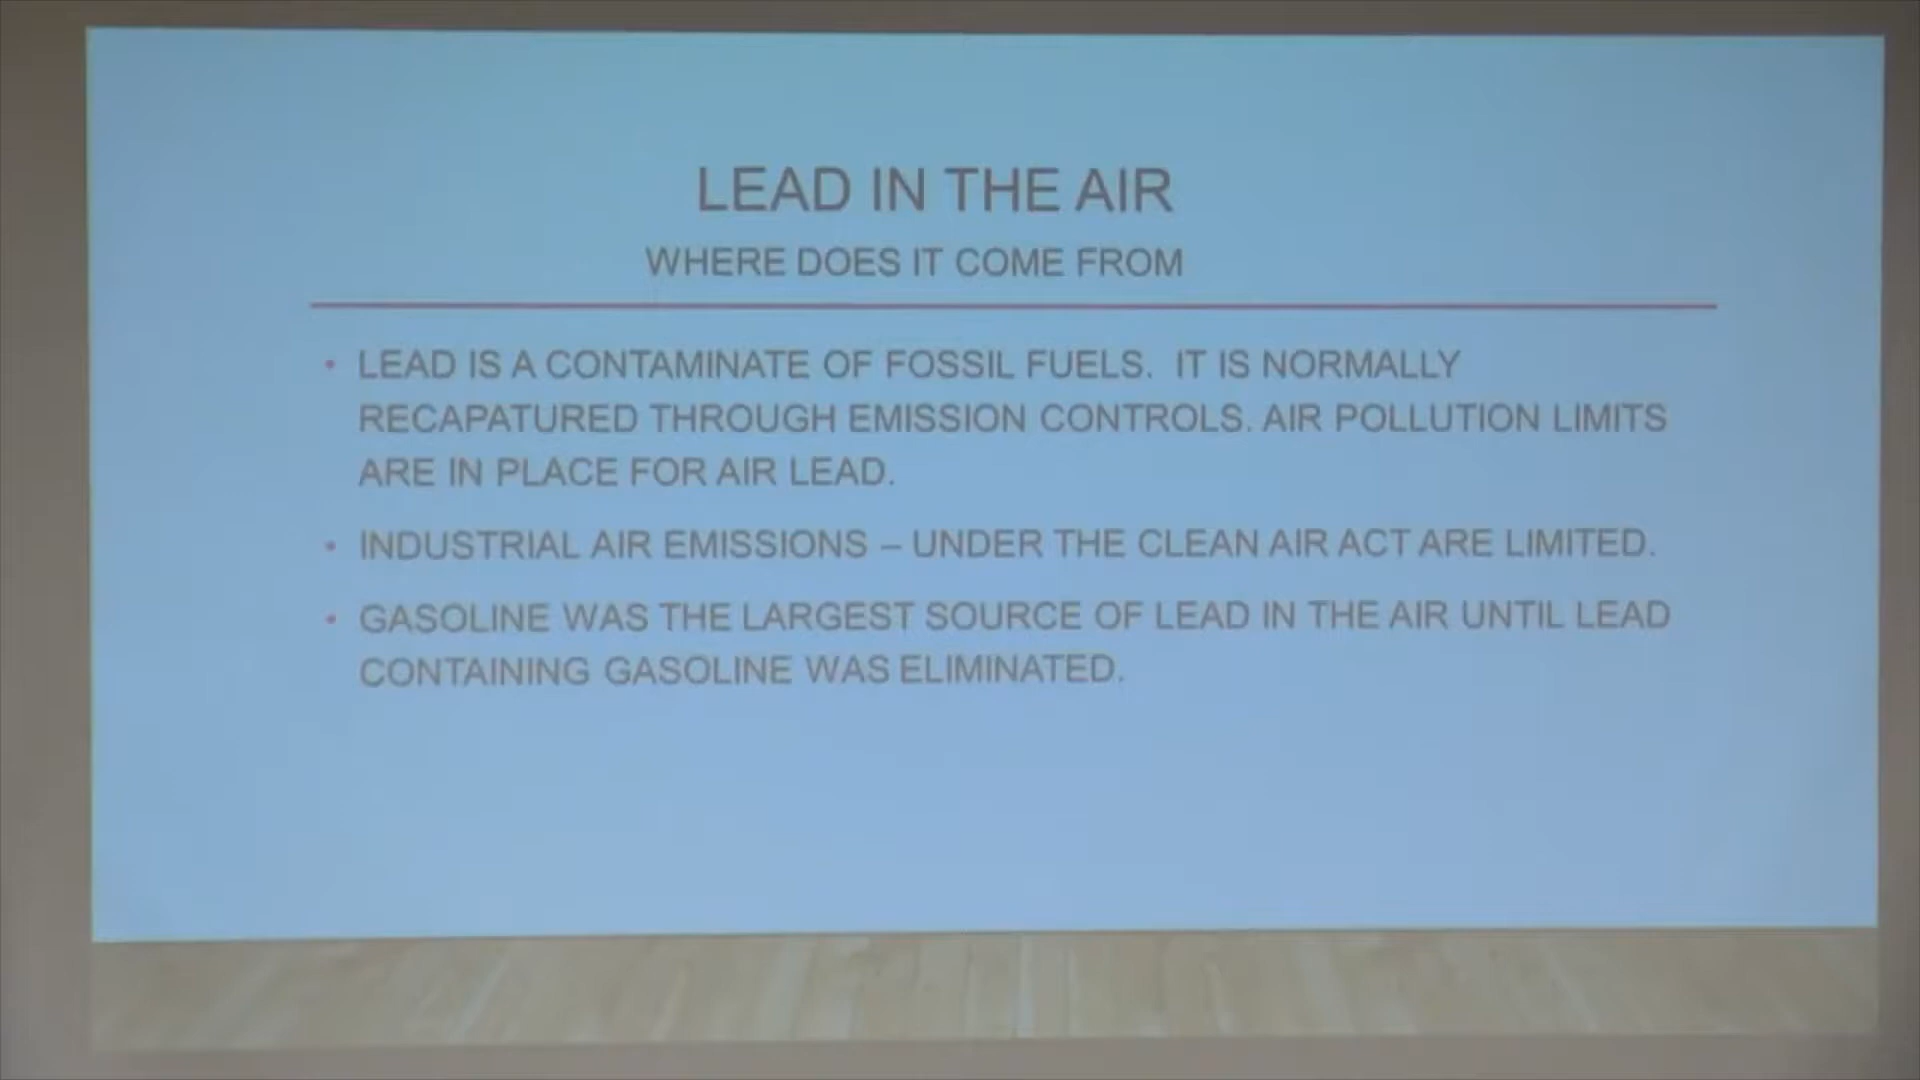 LEAD IN THE AIR
WHERE DOES IT COME FROM
• LEAD IS A CONTAMINATE OF FOSSIL FUELS. IT IS NORMALLY
RECAPATURED THROUGH EMISSION CONTROLS. AIR POLLUTION LIMITS
ARE IN PLACE FOR AIR LEAD.
• INDUSTRIAL AIR EMISSIONS – UNDER THE CLEAN AIR ACT ARE LIMITED.
• GASOLINE WAS THE LARGEST SOURCE OF LEAD IN THE AIR UNTIL LEAD
CONTAINING GASOLINE WAS ELIMINATED.